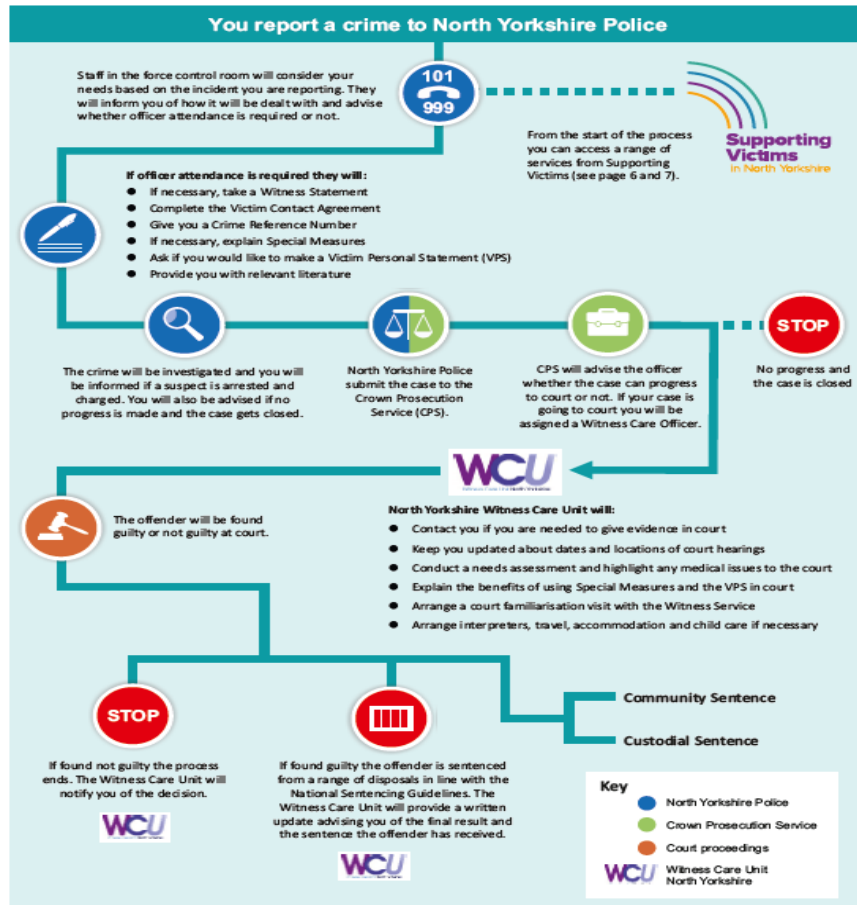 You report a crime to North Yorkshire Police
Staff in the force control room will consider your
needs based on the incident you are reporting. They
will inform you of how it will be dealt with and advise
whether officer attendance is required or not.
101
999
From the start of the process
you can access a range of
services from Supporting
Victims (see page 6 and 7).
Supporting
Victims
in North Yorkshire
If officer attendance is required they will:
● If necessary, take a Witness Statement
● Complete the Victim Contact Agreement
● Give you a Crime Reference Number
● If necessary, explain Special Measures
● Ask if you would like to make a Victim Personal Statement (VPS)
● Provide you with relevant literature
The crime will be investigated and you will
be informed if a suspect is arrested and
charged. You will also be advised if no
progress is made and the case gets closed.
North Yorkshire Police
submit the case to the
Crown Prosecution
Service (CPS).
CPS will advise the officer
whether the case can progress
to court or not. If your case is
going to court you will be
assigned a Witness Care Officer.
STOP
No progress and
the case is closed
WCU
The offender will be found
guilty or not guilty at court.
North Yorkshire Witness Care Unit will:
● Contact you if you are needed to give evidence in court
● Keep you updated about dates and locations of court hearings
● Conduct a needs assessment and highlight any medical issues to the court
● Explain the benefits of using Special Measures and the VPS in court
● Arrange a court familiarisation visit with the Witness Service
● Arrange interpreters, travel, accommodation and child care if necessary
STOP
If found not guilty the process
ends. The Witness Care Unit will
notify you of the decision.
WCU
If found guilty the offender is sentenced
from a range of disposals in line with the
National Sentencing Guidelines. The
Witness Care Unit will provide a written
update advising you of the final result and
the sentence the offender has received.
WCU
Community Sentence
Custodial Sentence
Key
North Yorkshire Police
Crown Prosecution Service
Court proceedings
WCU Witness Care Unit
North Yorkshire